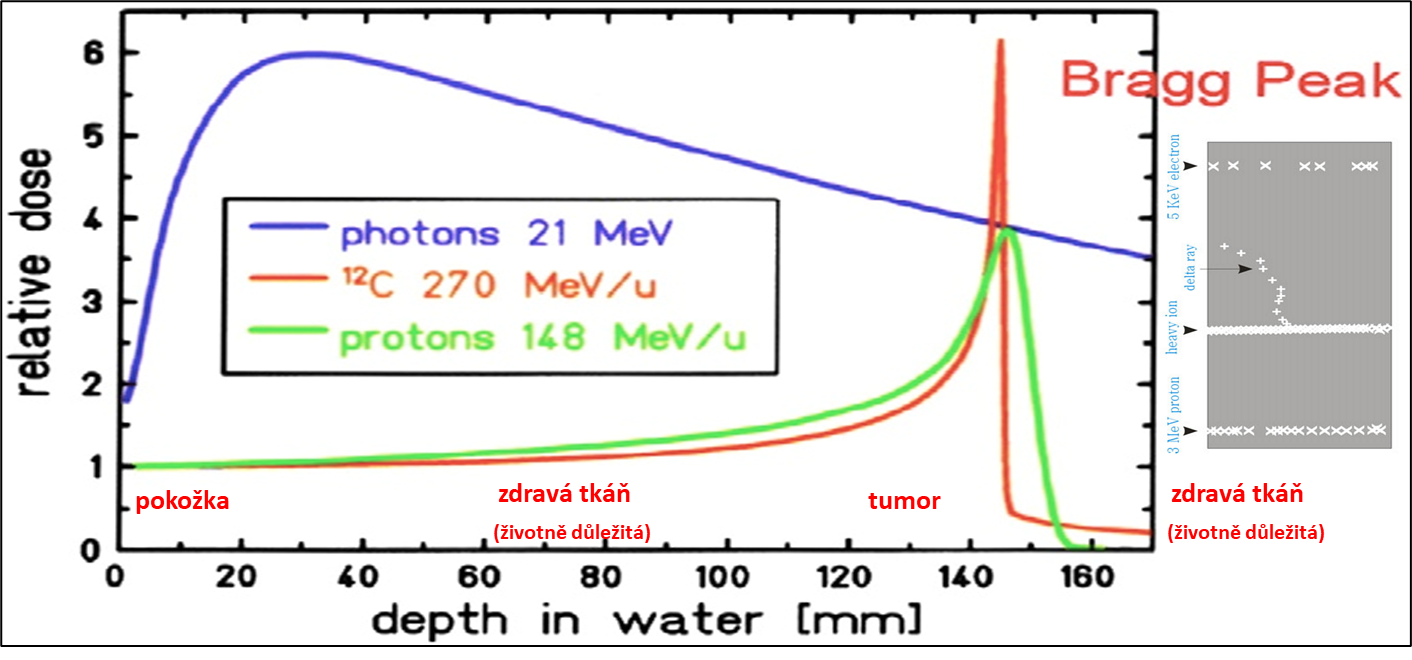 relative dose
6
5
4
3
2
1
0
photons 21 MeV
¹²C 270 MeV/u
protons 148 MeV/u
Bragg Peak
pokožka
zdravá tkáň
(životně důležitá)
tumor
zdravá tkáň
(životně důležitá)
0 20 40 60 80 100 120 140 160
depth in water [mm]
5 KeV electron
delta ray
heavy ion
3 MeV proton